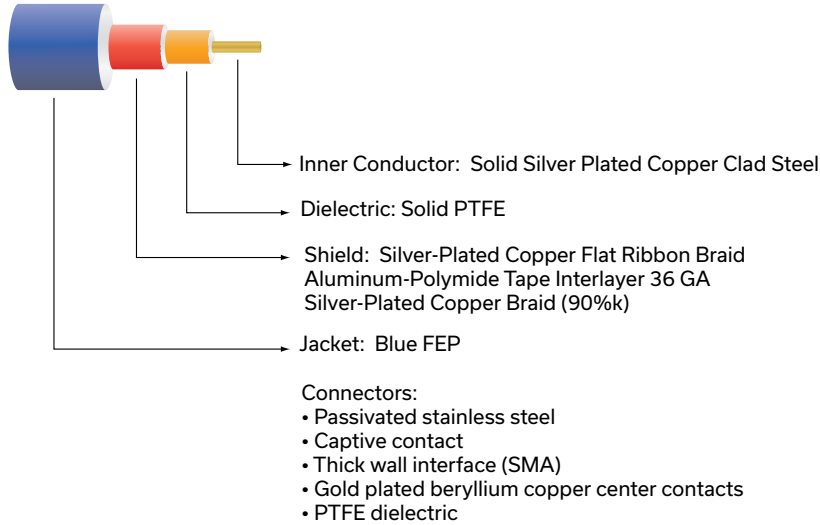 Inner Conductor: Solid Silver Plated Copper Clad Steel
Dielectric: Solid PTFE
Shield: Silver-Plated Copper Flat Ribbon Braid
Aluminum-Polymide Tape Interlayer 36 GA
Silver-Plated Copper Braid (90%k)
Jacket: Blue FEP
Connectors:
• Passivated stainless steel
• Captive contact
• Thick wall interface (SMA)
• Gold plated beryllium copper center contacts
• PTFE dielectric